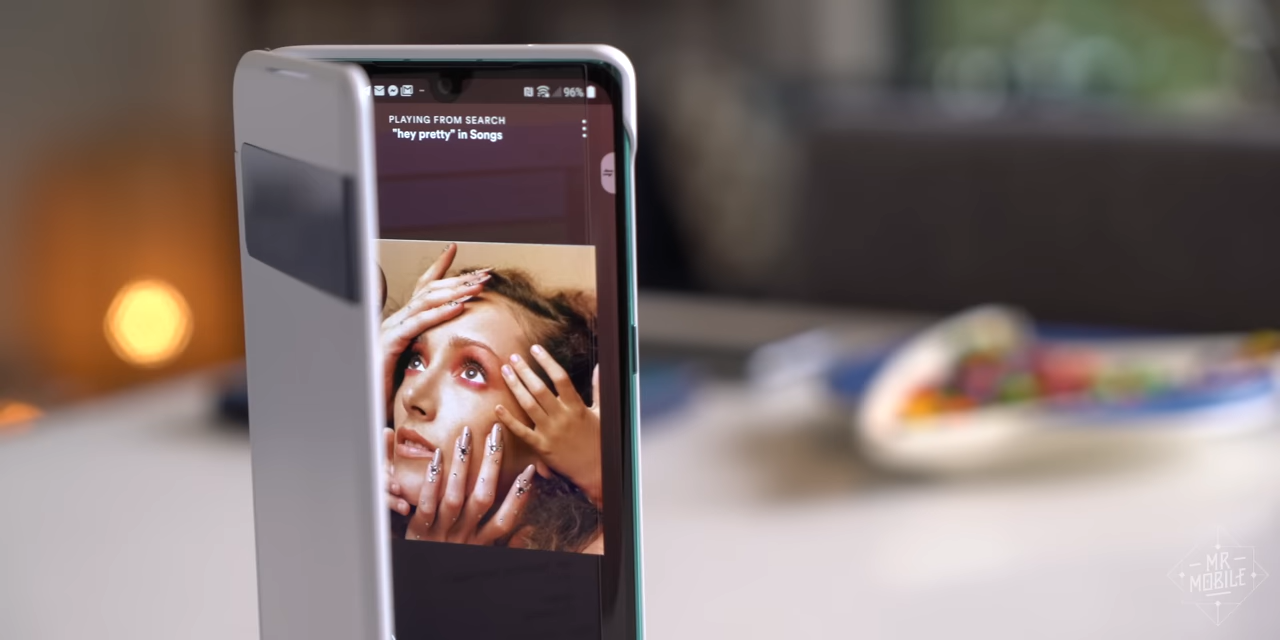 96%
PLAYING FROM SEARCH
"hey pretty" in Songs
MR
MOBILE